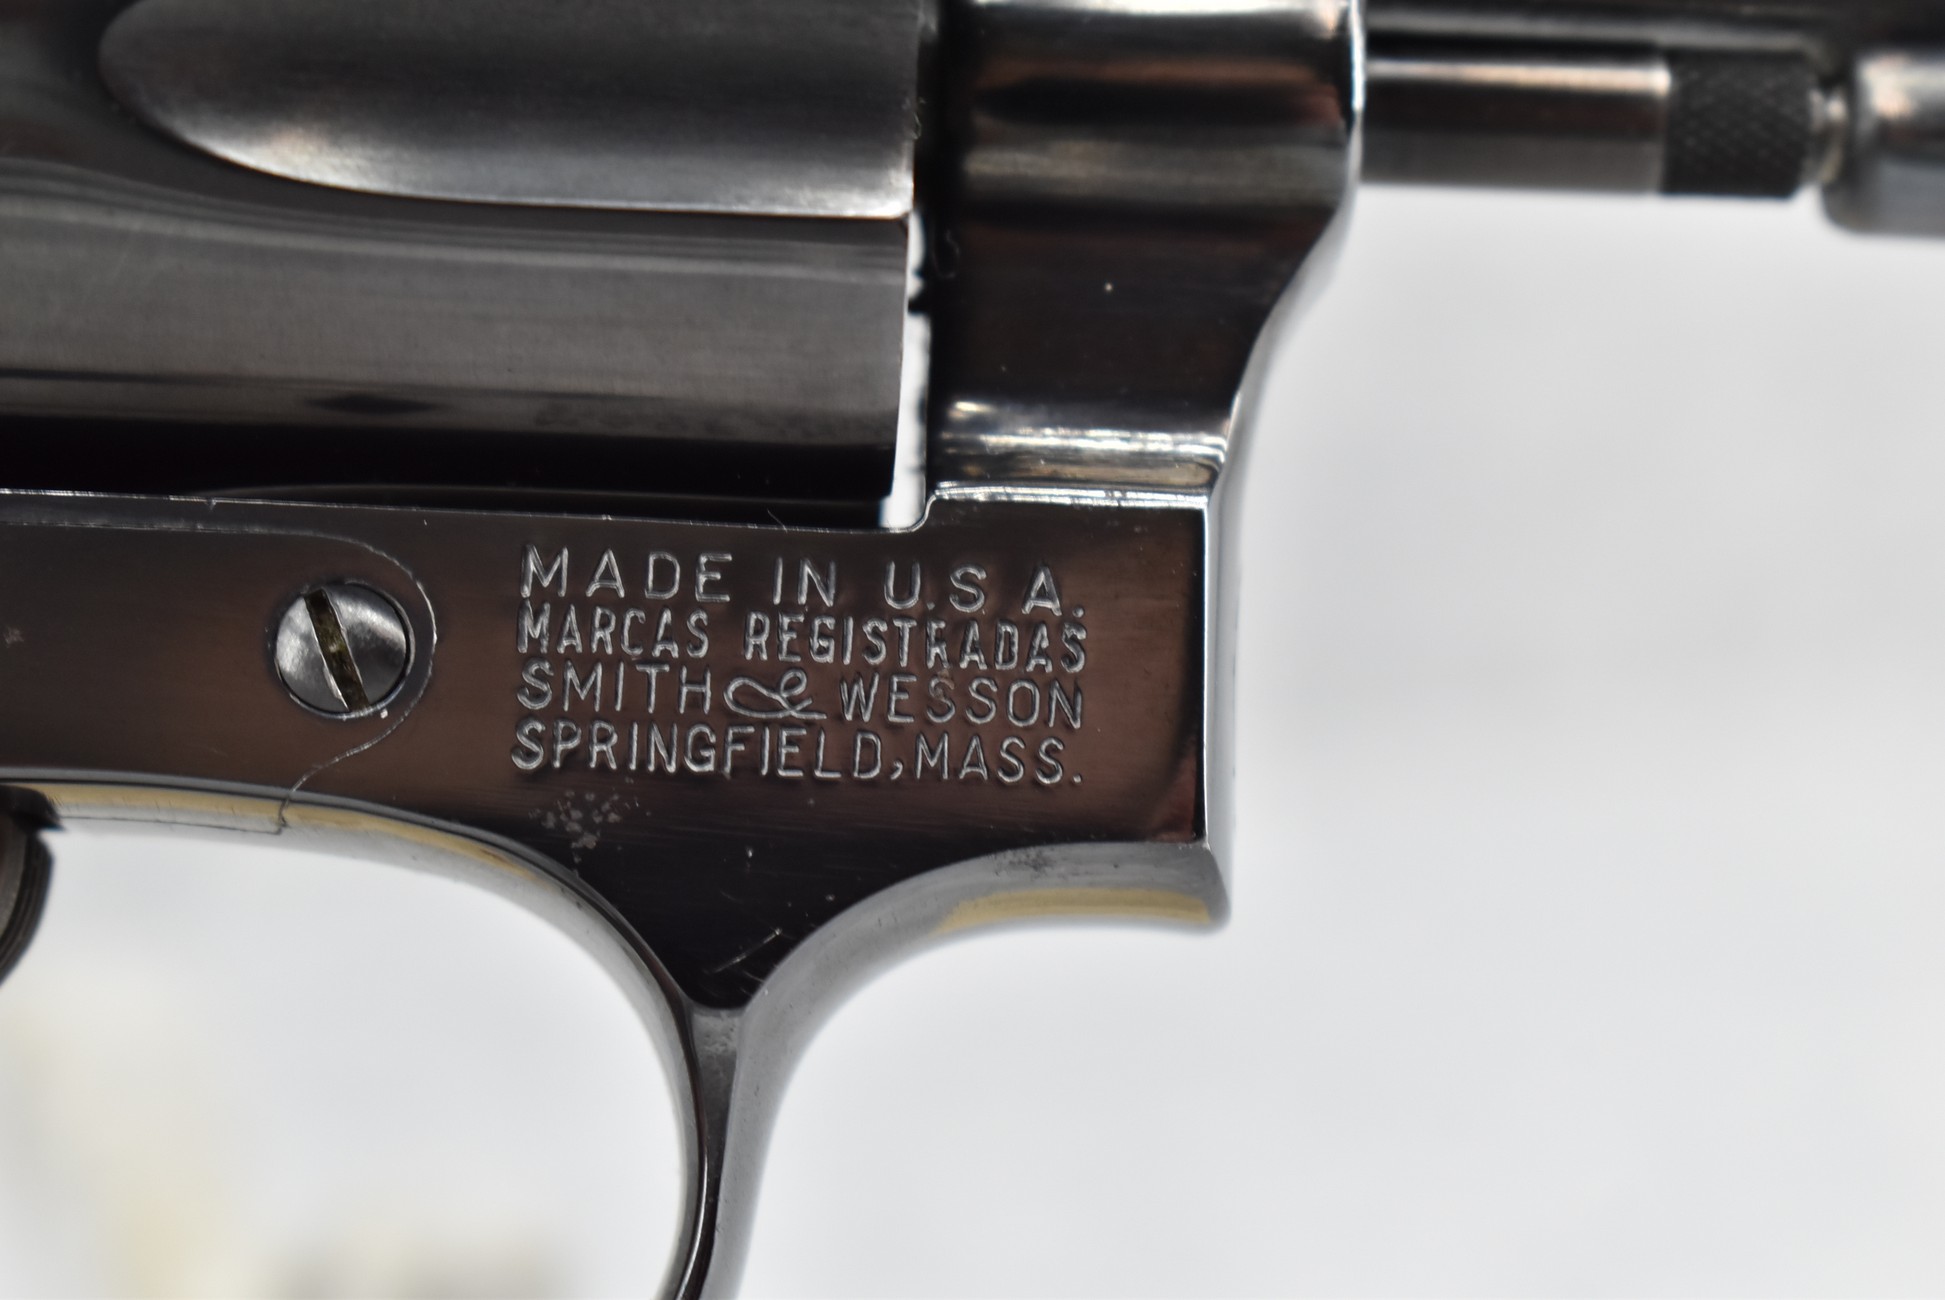 MADE IN U.S.A.
MARCAS REGISTRADAS
SMITH & WESSON
SPRINGFIELD, MASS.